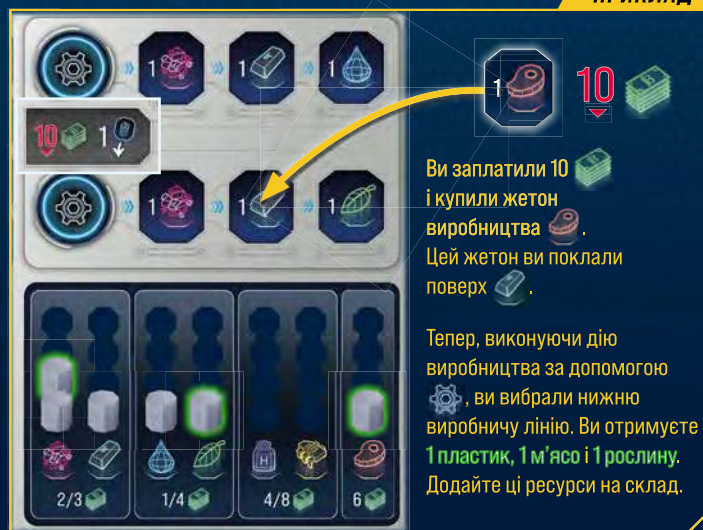 ПРИКЛАД
1 1 1
1 10
10 1
Ви заплатили 10
і купили жетон
виробництва .
Цей жетон ви поклали
поверх .
1 1 1
Тепер, виконуючи дію
виробництва за допомогою
, ви вибрали нижню
виробничу лінію. Ви отримуєте
1 пластик, 1 м'ясо і 1 рослину.
Додайте ці ресурси на склад.
H
2/3 1/4 4/8 6